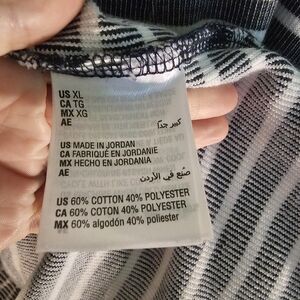 US XL
CA TG
MX XG
AE
كبير جدًا
US MADE IN JORDAN
CA FABRIQUÉ EN JORDANIE
MX HECHO EN JORDANIA
AE
صنع في الأردن
US 60% COTTON 40% POLYESTER
CA 60% COTON 40% POLYESTER
MX 60% algodón 40% poliester